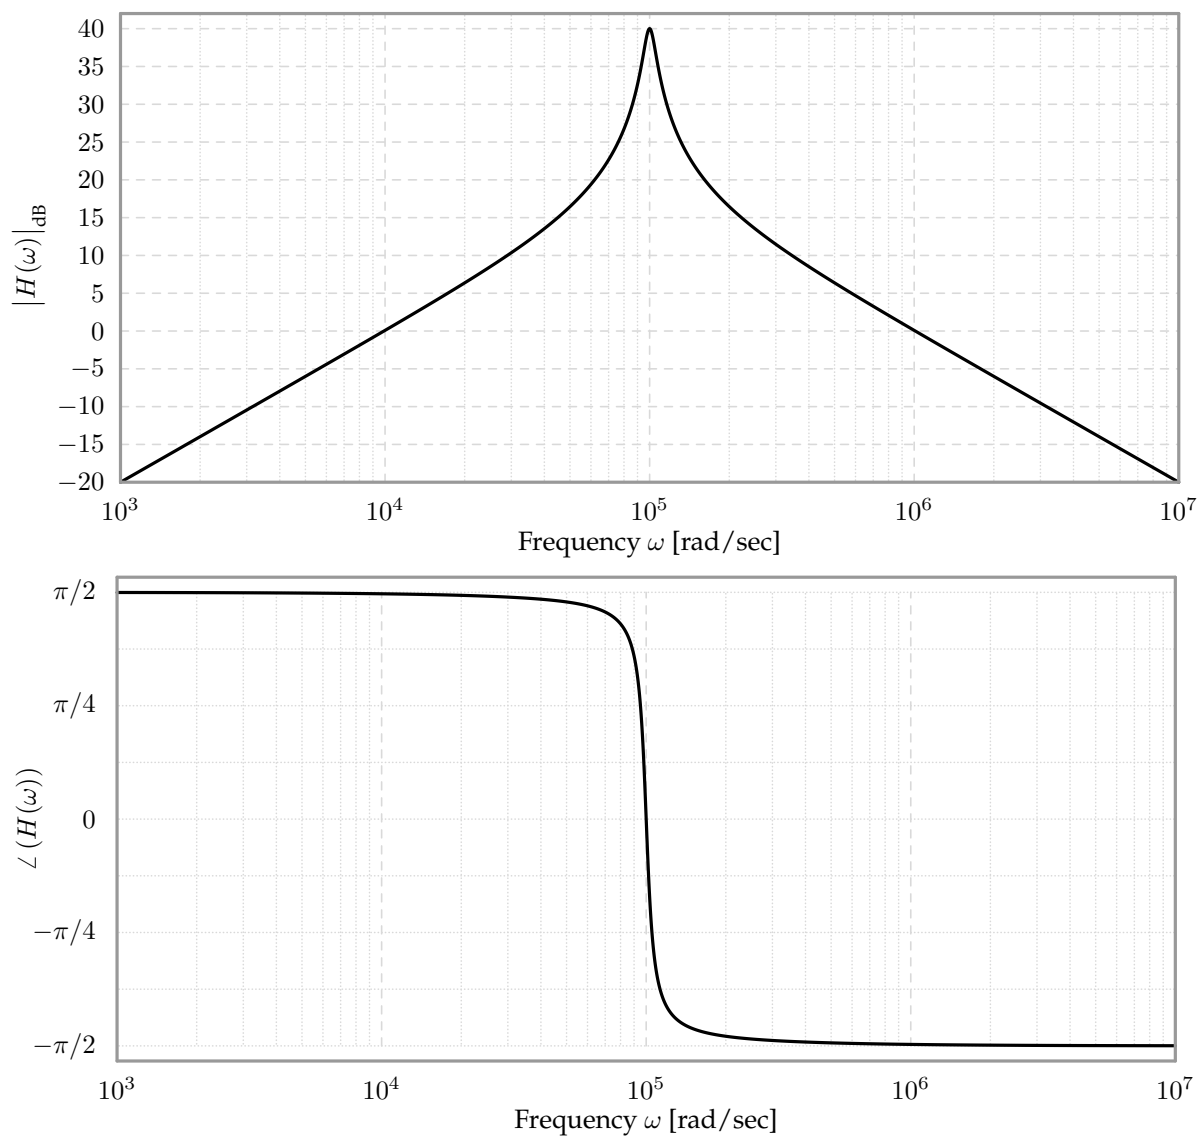 |H(ω)|dB
40
35
30
25
20
15
10
5
0
−5
−10
−15
−20
10³ 10⁴ 10⁵ 10⁶ 10⁷
Frequency ω [rad/sec]
∠(H(ω))
π/2
π/4
0
−π/4
−π/2
10³ 10⁴ 10⁵ 10⁶ 10⁷
Frequency ω [rad/sec]